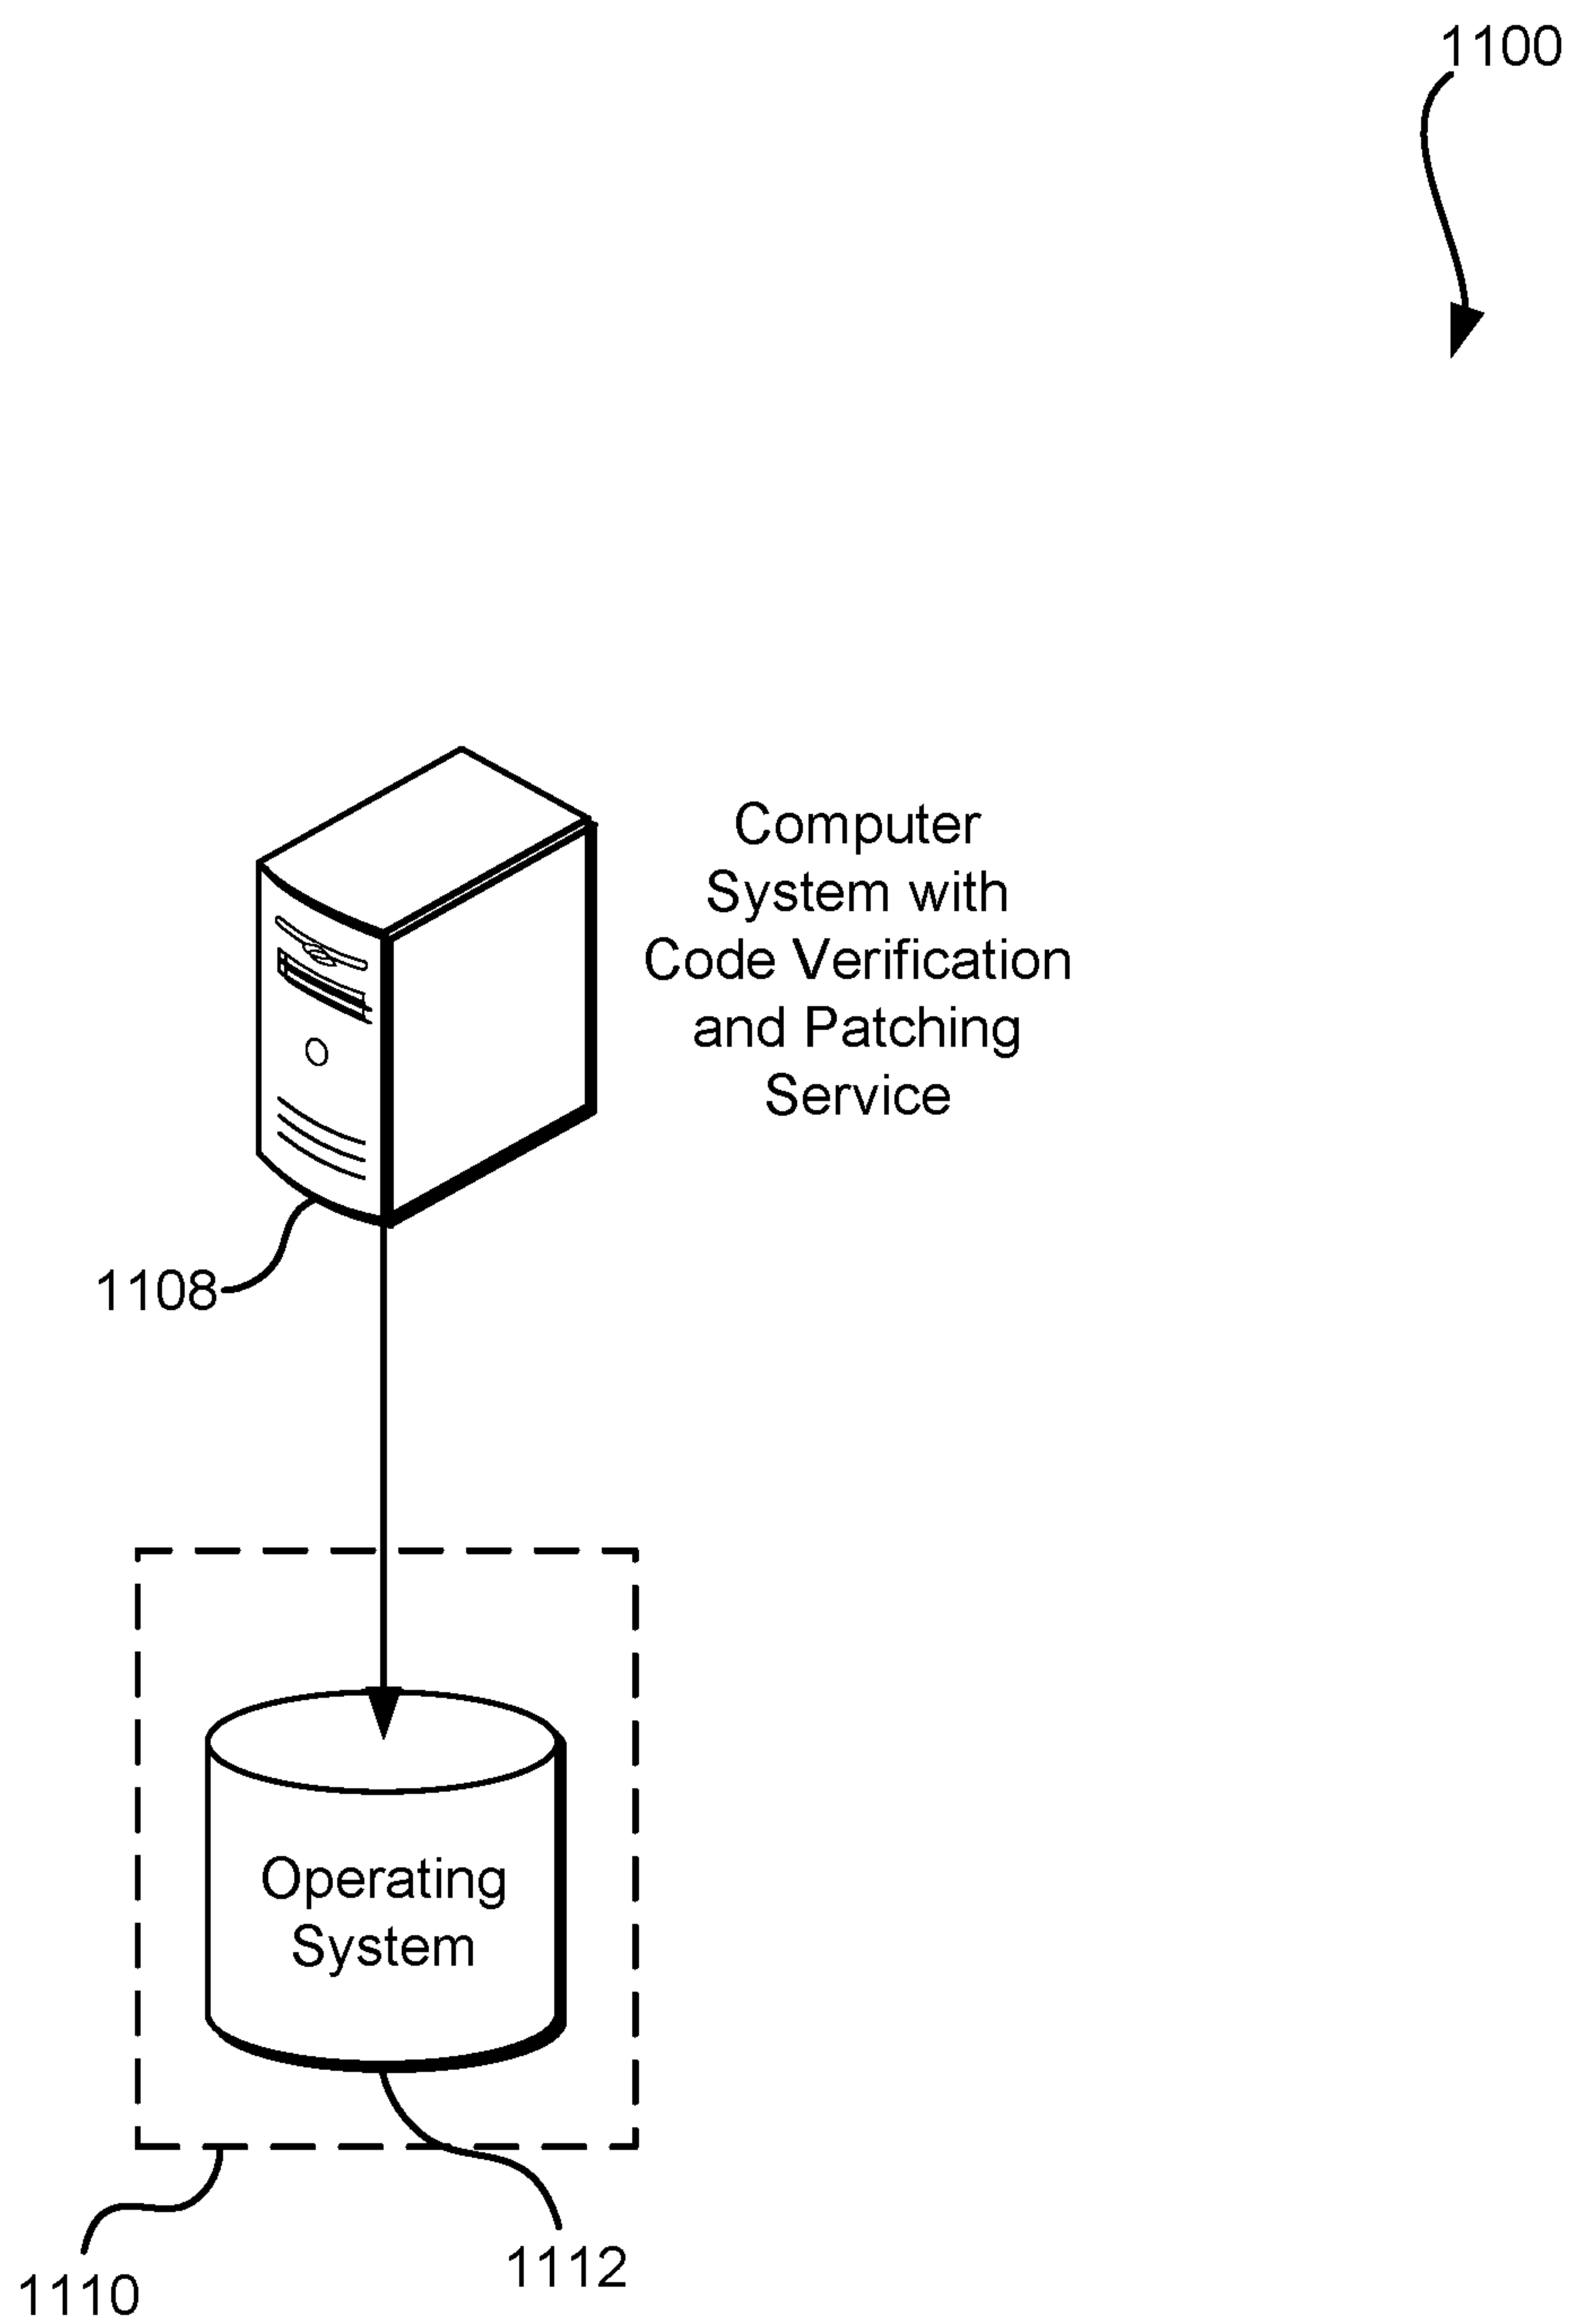 1100
Computer
System with
Code Verification
and Patching
Service
1108
Operating
System
1112
1110